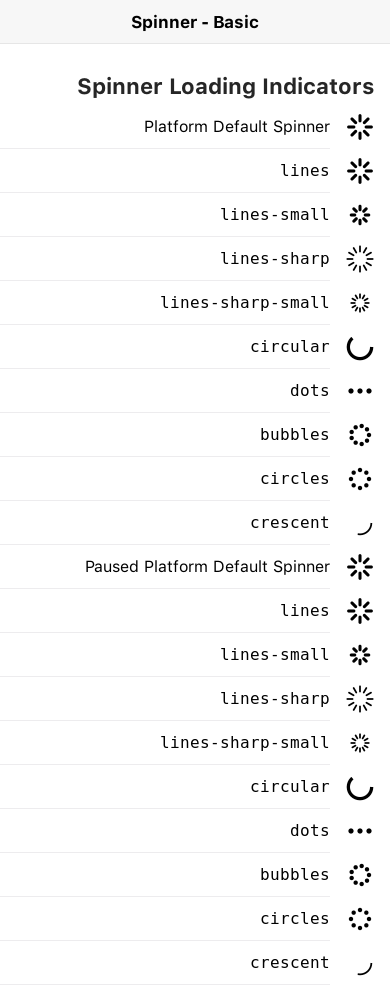 Spinner - Basic
Spinner Loading Indicators
Platform Default Spinner
lines
lines-small
lines-sharp
lines-sharp-small
circular
dots
bubbles
circles
crescent
Paused Platform Default Spinner
lines
lines-small
lines-sharp
lines-sharp-small
circular
dots
bubbles
circles
crescent